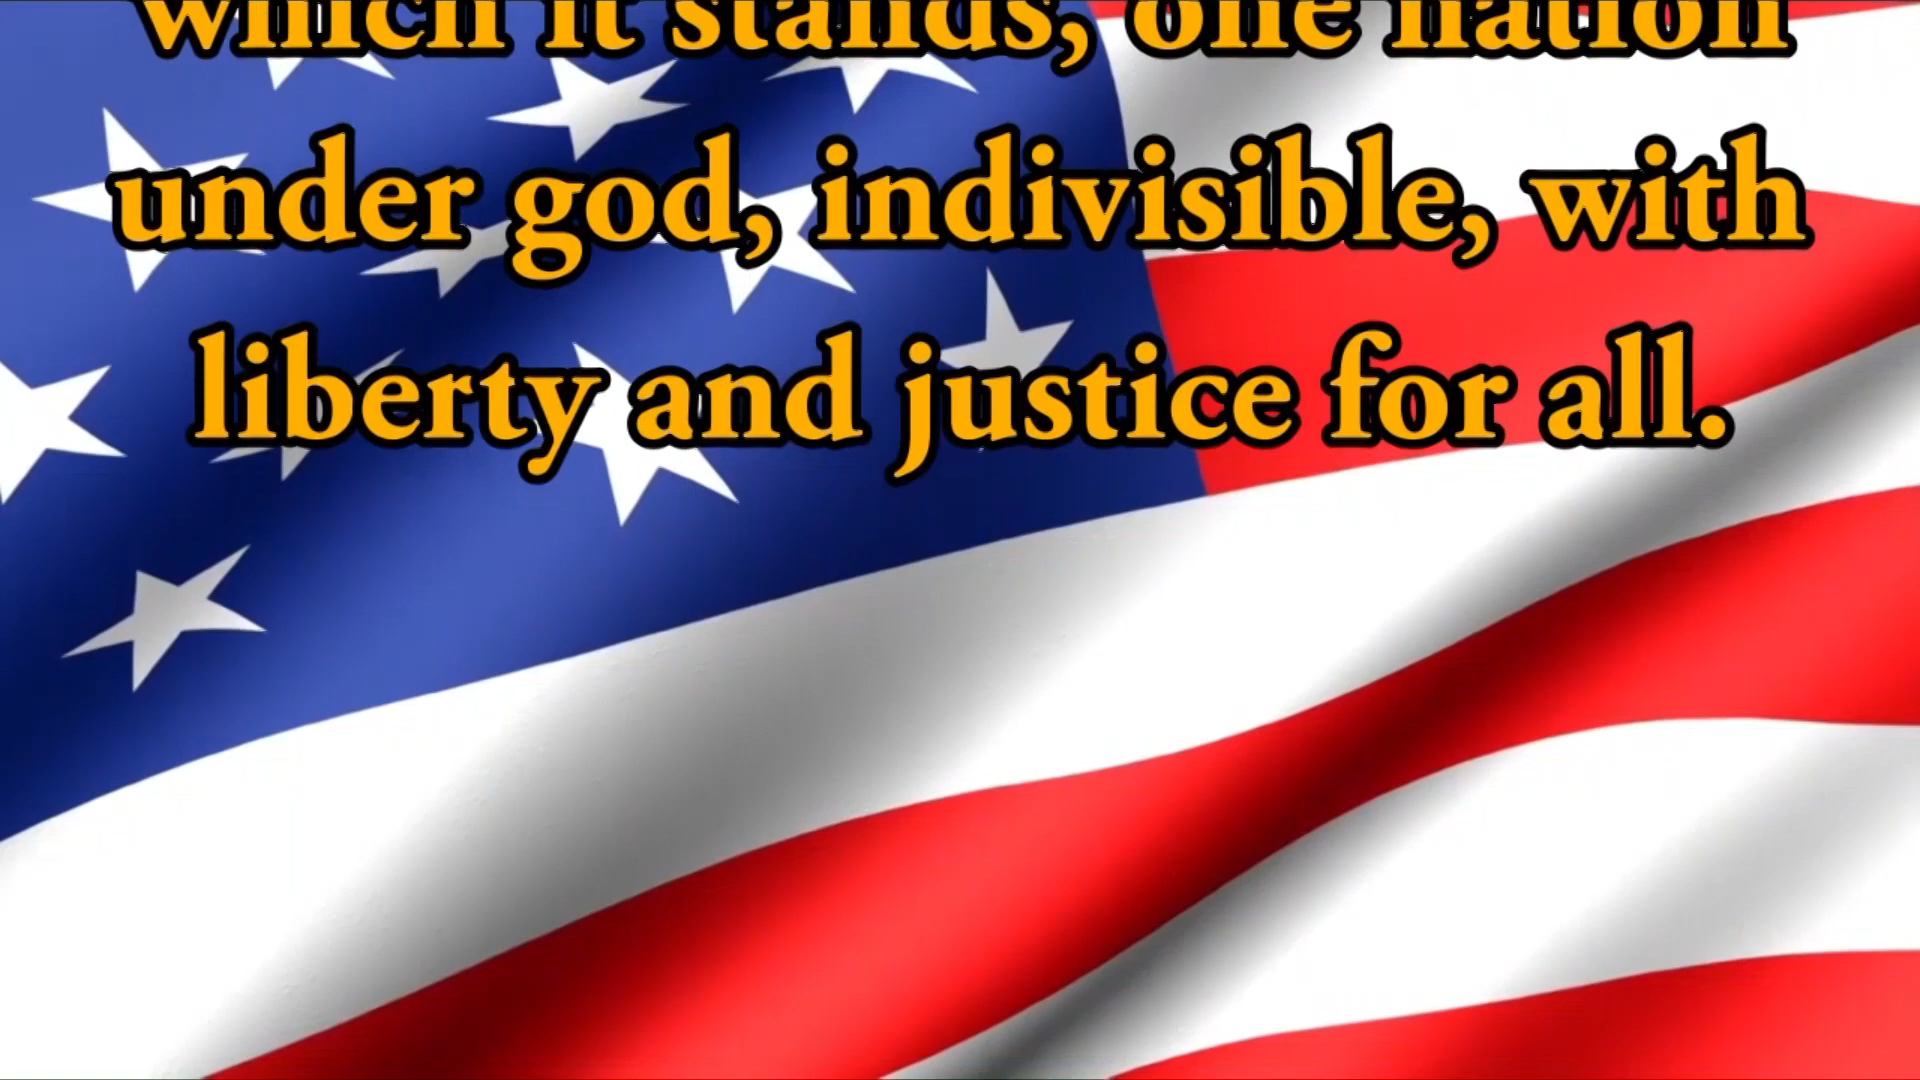 which it stands, one nation
under god, indivisible, with
liberty and justice for all.